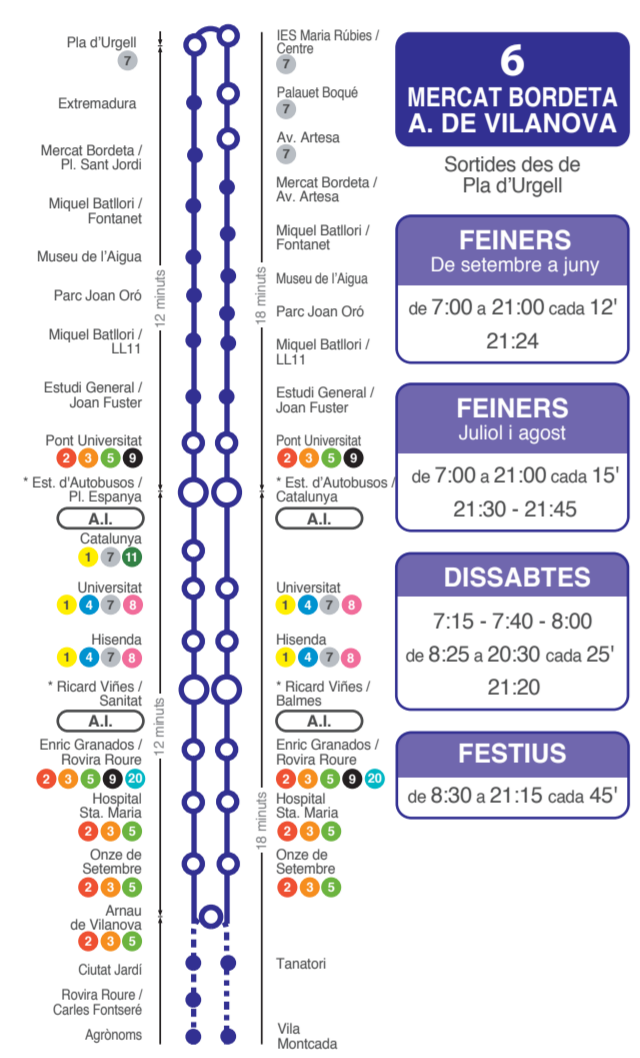 Pla d'Urgell
7
Extremadura
Mercat Bordeta /
Pl. Sant Jordi
Miquel Batllori /
Fontanet
Museu de l'Aigua
Parc Joan Oró
Miquel Batllori /
LL11
Estudi General /
Joan Fuster
Pont Universitat
2 3 5 9
* Est. d'Autobusos /
Pl. Espanya
A.I.
Catalunya
1 7 11
Universitat
1 4 7 8
Hisenda
1 4 7 8
* Ricard Viñes /
Sanitat
A.I.
Enric Granados /
Rovira Roure
2 3 5 9 20
Hospital
Sta. Maria
2 3 5
Onze de
Setembre
2 3 5
Arnau
de Vilanova
2 3 5
Ciutat Jardí
Rovira Roure /
Carles Fontseré
Agrònoms
12 minuts
12 minuts
IES Maria Rúbies /
Centre
7
Palauet Boqué
7
Av. Artesa
7
Mercat Bordeta /
Av. Artesa
Miquel Batllori /
Fontanet
Museu de l'Aigua
Parc Joan Oró
Miquel Batllori /
LL11
Estudi General /
Joan Fuster
Pont Universitat
2 3 5 9
* Est. d'Autobusos /
Catalunya
A.I.
Universitat
1 4 7 8
Hisenda
1 4 7 8
* Ricard Viñes /
Balmes
A.I.
Enric Granados /
Rovira Roure
2 3 5 9 20
Hospital
Sta. Maria
2 3 5
Onze de
Setembre
2 3 5
Tanatori
Vila
Montcada
18 minuts
18 minuts
6
MERCAT BORDETA
A. DE VILANOVA
Sortides des de
Pla d'Urgell
FEINERS
De setembre a juny
de 7:00 a 21:00 cada 12'
21:24
FEINERS
Juliol i agost
de 7:00 a 21:00 cada 15'
21:30 - 21:45
DISSABTES
7:15 - 7:40 - 8:00
de 8:25 a 20:30 cada 25'
21:20
FESTIUS
de 8:30 a 21:15 cada 45'